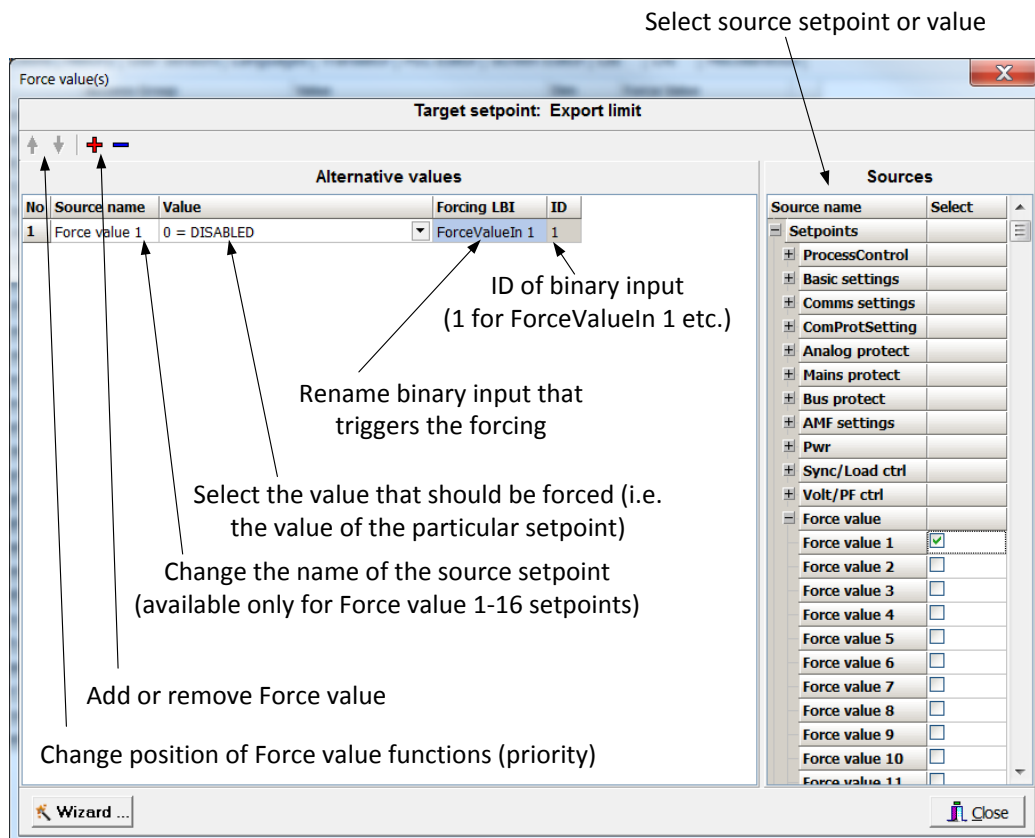 Select source setpoint or value
Force value(s)
Target setpoint: Export limit
Alternative values
Sources
No Source name Value Forcing LBI ID
1 Force value 1 0 = DISABLED ForceValueIn 1 1
Source name Select
Setpoints
ProcessControl
Basic settings
Comms settings
ComProtSetting
Analog protect
Mains protect
Bus protect
AMF settings
Pwr
Sync/Load ctrl
Volt/PF ctrl
Force value
Force value 1
Force value 2
Force value 3
Force value 4
Force value 5
Force value 6
Force value 7
Force value 8
Force value 9
Force value 10
Force value 11
ID of binary input
(1 for ForceValueIn 1 etc.)
Rename binary input that
triggers the forcing
Select the value that should be forced (i.e.
the value of the particular setpoint)
Change the name of the source setpoint
(available only for Force value 1-16 setpoints)
Add or remove Force value
Change position of Force value functions (priority)
Wizard ...
Close